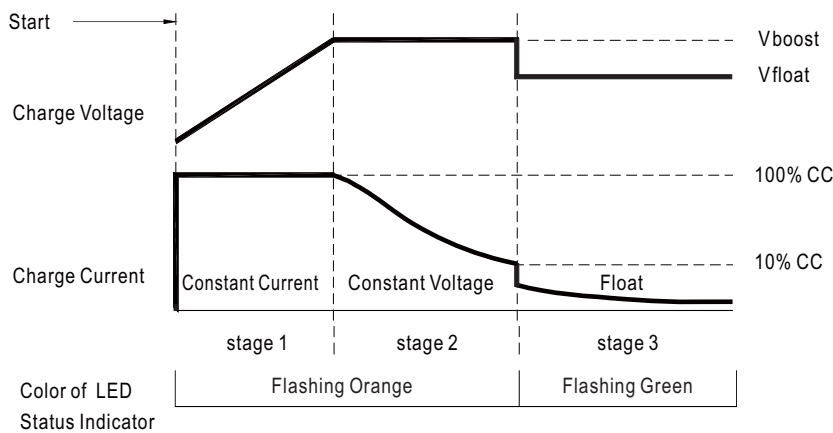 Start
Vboost
Vfloat
Charge Voltage
100% CC
10% CC
Charge Current
Constant Current
Constant Voltage
Float
stage 1
stage 2
stage 3
Color of LED
Status Indicator
Flashing Orange
Flashing Green